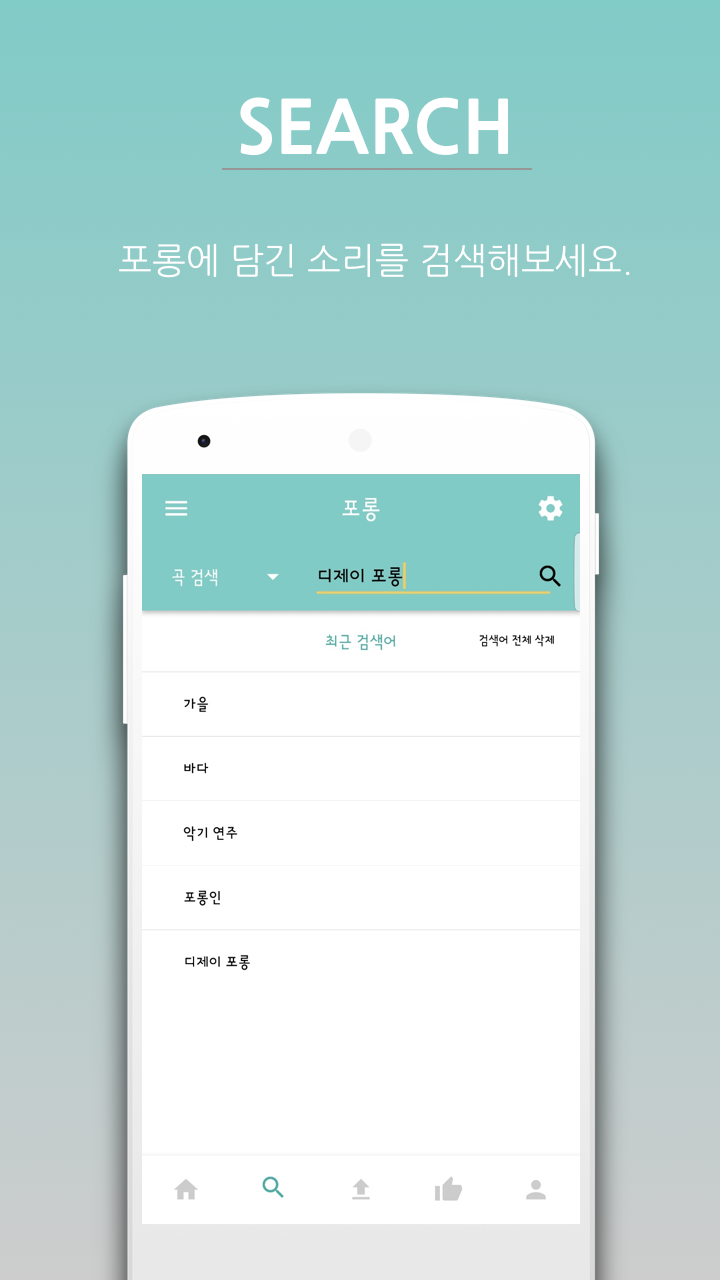 SEARCH
포롱에 담긴 소리를 검색해보세요.
포롱
곡 검색
디제이 포롱
최근 검색어
검색어 전체 삭제
가을
바다
악기 연주
포롱인
디제이 포롱